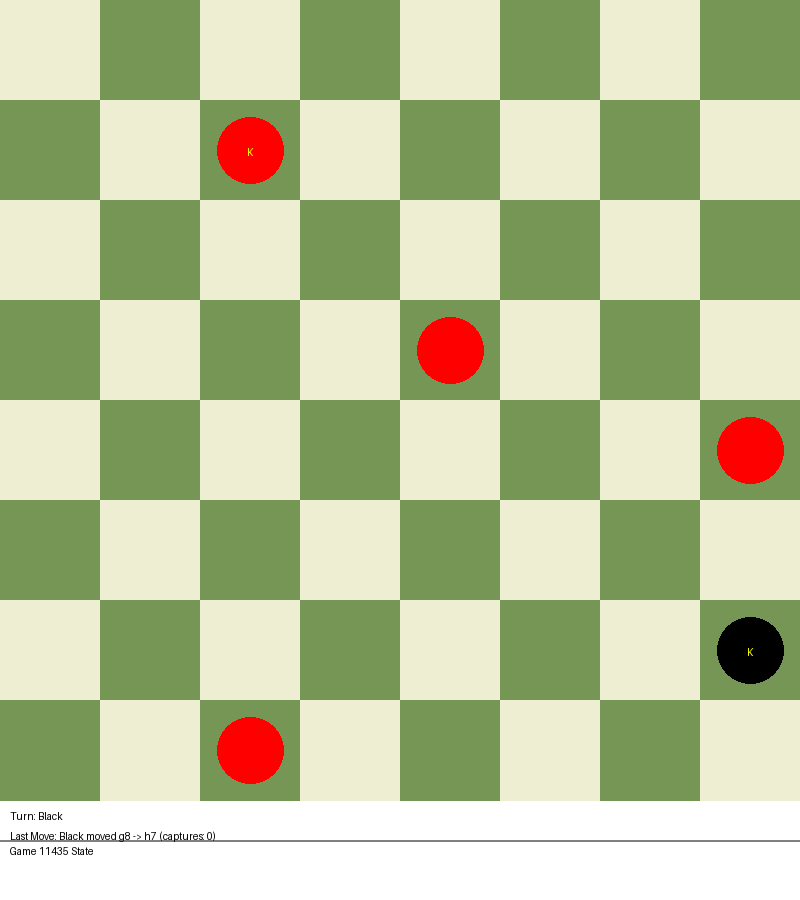 K
K
Turn: Black
Last Move: Black moved g8 -> h7 (captures: 0)
Game 11435 State